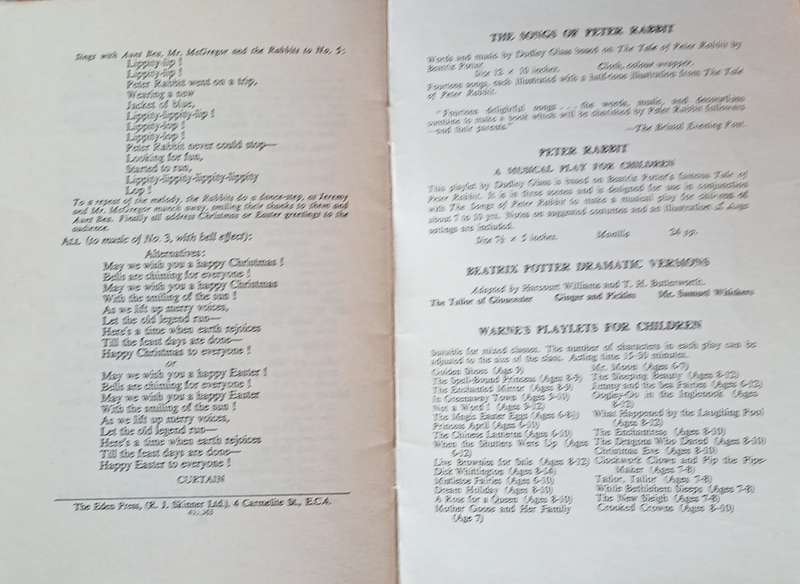 Sings with Aunt Bea, Mr. McGregor and the Rabbits to No. 5:
Lippity-lip !
Lippity-lip !
Peter Rabbit went on a trip,
Wearing a new
Jacket of blue,
Lippity-lippity-lip !
Lippity-lop !
Lippity-lop !
Peter Rabbit never could stop—
Looking for fun,
Started to run,
Lippity-lippity-lippity-lippity
Lop !
To a repeat of the melody, the Rabbits do a dance-step, as Jeremy
and Mr. McGregor munch away, smiling their thanks to them and
Aunt Bea. Finally all address Christmas or Easter greetings to the
audience.
ALL (to music of No. 3, with bell effect):
Alternatives:
May we wish you a happy Christmas !
Bells are chiming for everyone !
May we wish you a happy Christmas
With the smiling of the sun !
As we lift up merry voices,
Let the old legend run—
Here's a time when earth rejoices
Till the feast days are done—
Happy Christmas to everyone !
or
May we wish you a happy Easter !
Bells are chiming for everyone !
May we wish you a happy Easter
With the smiling of the sun !
As we lift up merry voices,
Let the old legend run—
Here's a time when earth rejoices
Till the feast days are done—
Happy Easter to everyone !
CURTAIN
The Eden Press, (R. J. Skinner Ltd.), 4 Carmelite St., E.C.4.
THE SONGS OF PETER RABBIT
Words and music by Dudley Glass based on The Tale of Peter Rabbit by
Beatrix Potter.
Size 12 × 10 inches. Cloth, colour wrapper.
Fourteen songs, each illustrated with a half-tone illustration from The Tale
of Peter Rabbit.
" Fourteen delightful songs . . . the words, music, and decorations
combine to make a book which will be cherished by Peter Rabbit followers
—and their parents."
—The Bristol Evening Post.
PETER RABBIT
A MUSICAL PLAY FOR CHILDREN
This playlet by Dudley Glass is based on Beatrix Potter's famous Tale of
Peter Rabbit. It is in three scenes and is designed for use in conjunction
with The Songs of Peter Rabbit to make a musical play for children of
about 7 to 10 yrs. Notes on suggested costumes and an illustration of stage
settings are included.
Size 7½ × 5 inches. Manilla 24 pp.
BEATRIX POTTER DRAMATIC VERSIONS
Adapted by Harcourt Williams and T. H. Butterworth.
The Tailor of Gloucester Ginger and Pickles Mr. Samuel Whiskers
WARNE'S PLAYLETS FOR CHILDREN
Suitable for mixed classes. The number of characters in each play can be
adjusted to the size of the class. Acting time 15-30 minutes.
Golden Shoes (Age 9)
The Spell-Bound Princess (Ages 8-9)
The Enchanted Mirror (Ages 8-9)
In Greenaway Town (Ages 5-10)
Not a Word ! (Ages 9-12)
The Magic Easter Eggs (Ages 6-8½)
Princess April (Ages 6-10)
The Chinese Lanterns (Ages 6-10)
When the Shutters Were Up (Ages
6-12)
Live Brownies for Sale (Ages 8-12)
Dick Whittington (Ages 8-14)
Mistletoe Fairies (Ages 6-10)
Dream Holiday (Ages 8-10)
A Rose for a Queen (Ages 8-10)
Mother Goose and Her Family
(Age 7)
Mr. Moon (Ages 6-7)
The Sleeping Beauty (Ages 8-12)
Jimmy and the Sea Fairies (Ages 6-12)
Oogley-Oo in the Inglenook (Ages
8-12)
What Happened by the Laughing Pool
(Ages 8-12)
The Enchantress (Ages 8-10)
The Dragons Who Dared (Ages 8-10)
Christmas Eve (Ages 8-10)
Clockwork Clown and Pip the Pipe-
Maker (Ages 7-8)
Tailor, Tailor (Ages 7-8)
While Bethlehem Sleeps (Ages 7-8)
The New Sleigh (Ages 7-8)
Crooked Crowns (Ages 8-10)